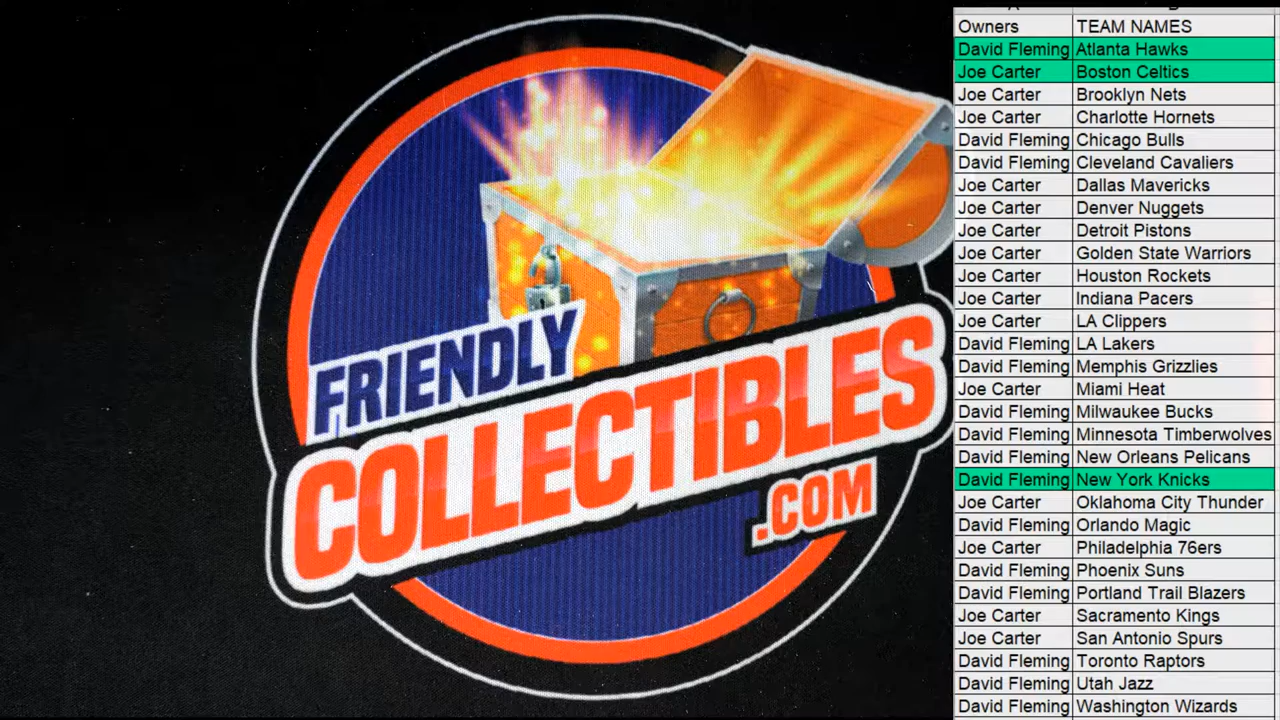 FRIENDLY
COLLECTIBLES
.COM
Owners TEAM NAMES
David Fleming Atlanta Hawks
Joe Carter Boston Celtics
Joe Carter Brooklyn Nets
Joe Carter Charlotte Hornets
David Fleming Chicago Bulls
David Fleming Cleveland Cavaliers
Joe Carter Dallas Mavericks
Joe Carter Denver Nuggets
Joe Carter Detroit Pistons
Joe Carter Golden State Warriors
Joe Carter Houston Rockets
Joe Carter Indiana Pacers
Joe Carter LA Clippers
David Fleming LA Lakers
David Fleming Memphis Grizzlies
Joe Carter Miami Heat
David Fleming Milwaukee Bucks
David Fleming Minnesota Timberwolves
David Fleming New Orleans Pelicans
David Fleming New York Knicks
Joe Carter Oklahoma City Thunder
David Fleming Orlando Magic
Joe Carter Philadelphia 76ers
David Fleming Phoenix Suns
David Fleming Portland Trail Blazers
Joe Carter Sacramento Kings
Joe Carter San Antonio Spurs
David Fleming Toronto Raptors
David Fleming Utah Jazz
David Fleming Washington Wizards